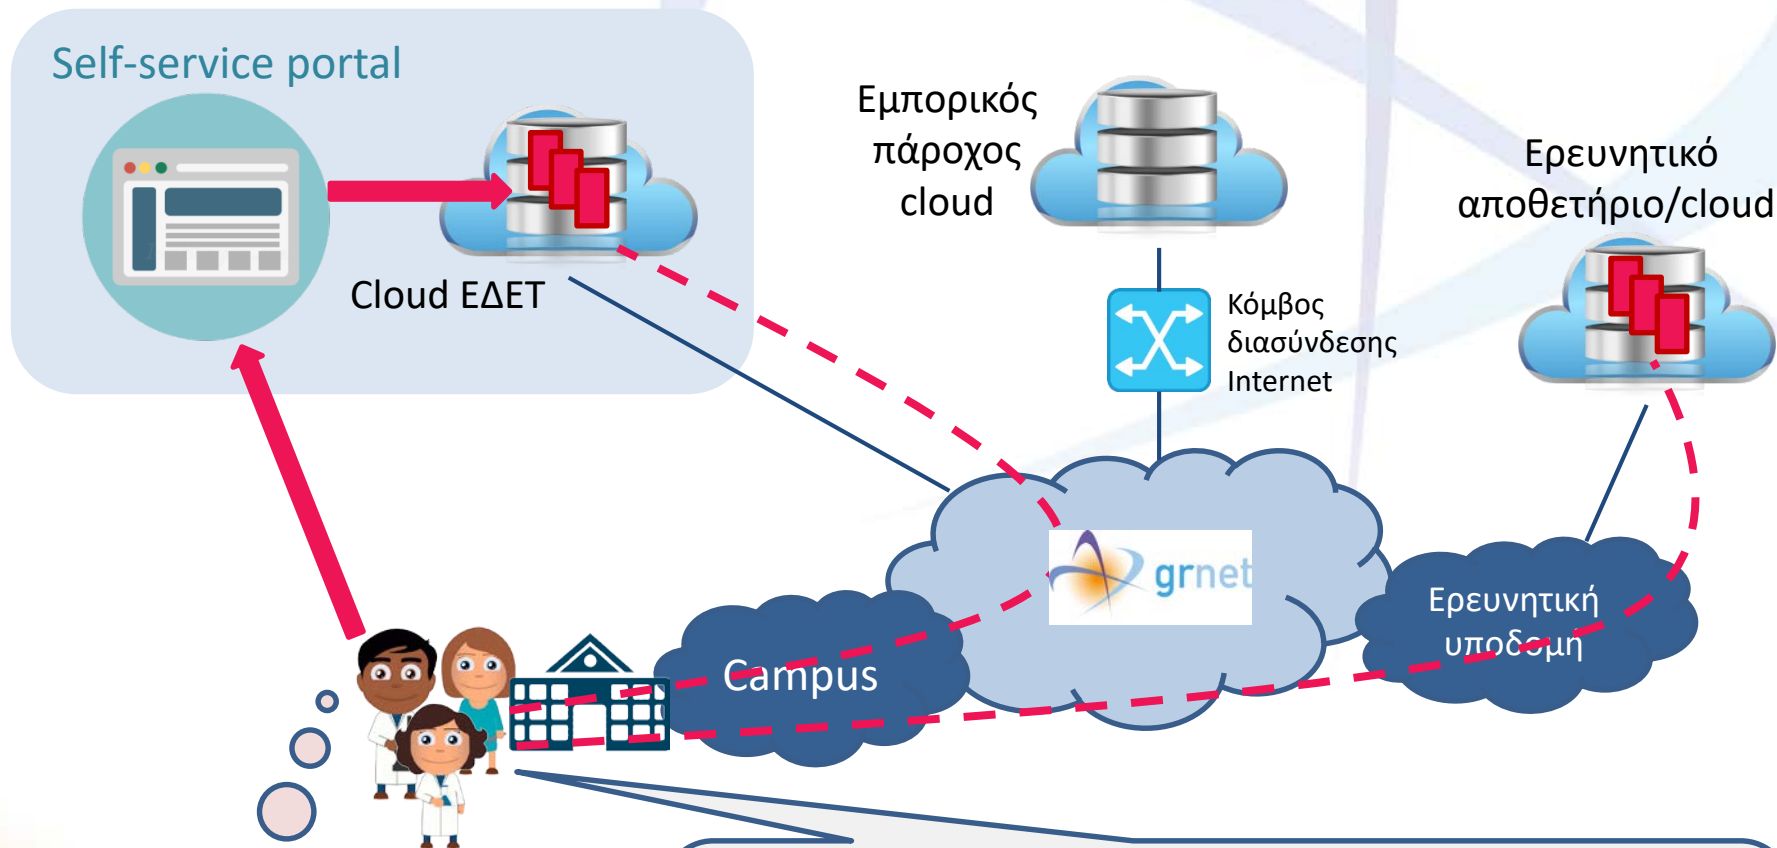 Self-service portal
Cloud ΕΔΕΤ
Εμπορικός
πάροχος
cloud
Ερευνητικό
αποθετήριο/cloud
Κόμβος
διασύνδεσης
Internet
grnet
Ερευνητική
υποδομή
Campus